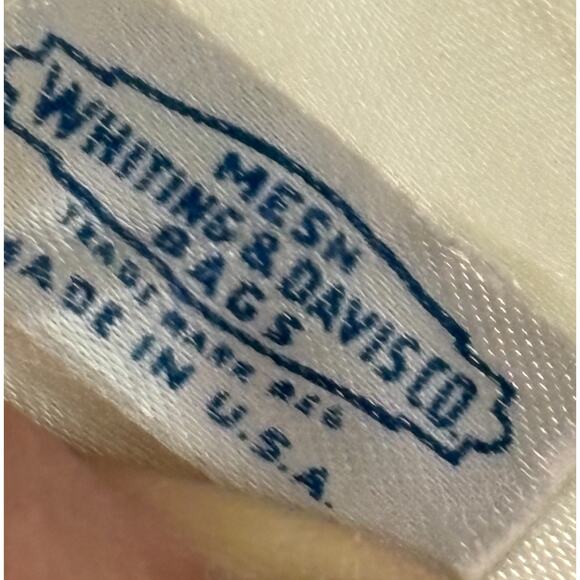 MESH
WHITING & DAVIS CO.
BAGS
TRADE MARK REG
MADE IN U.S.A.